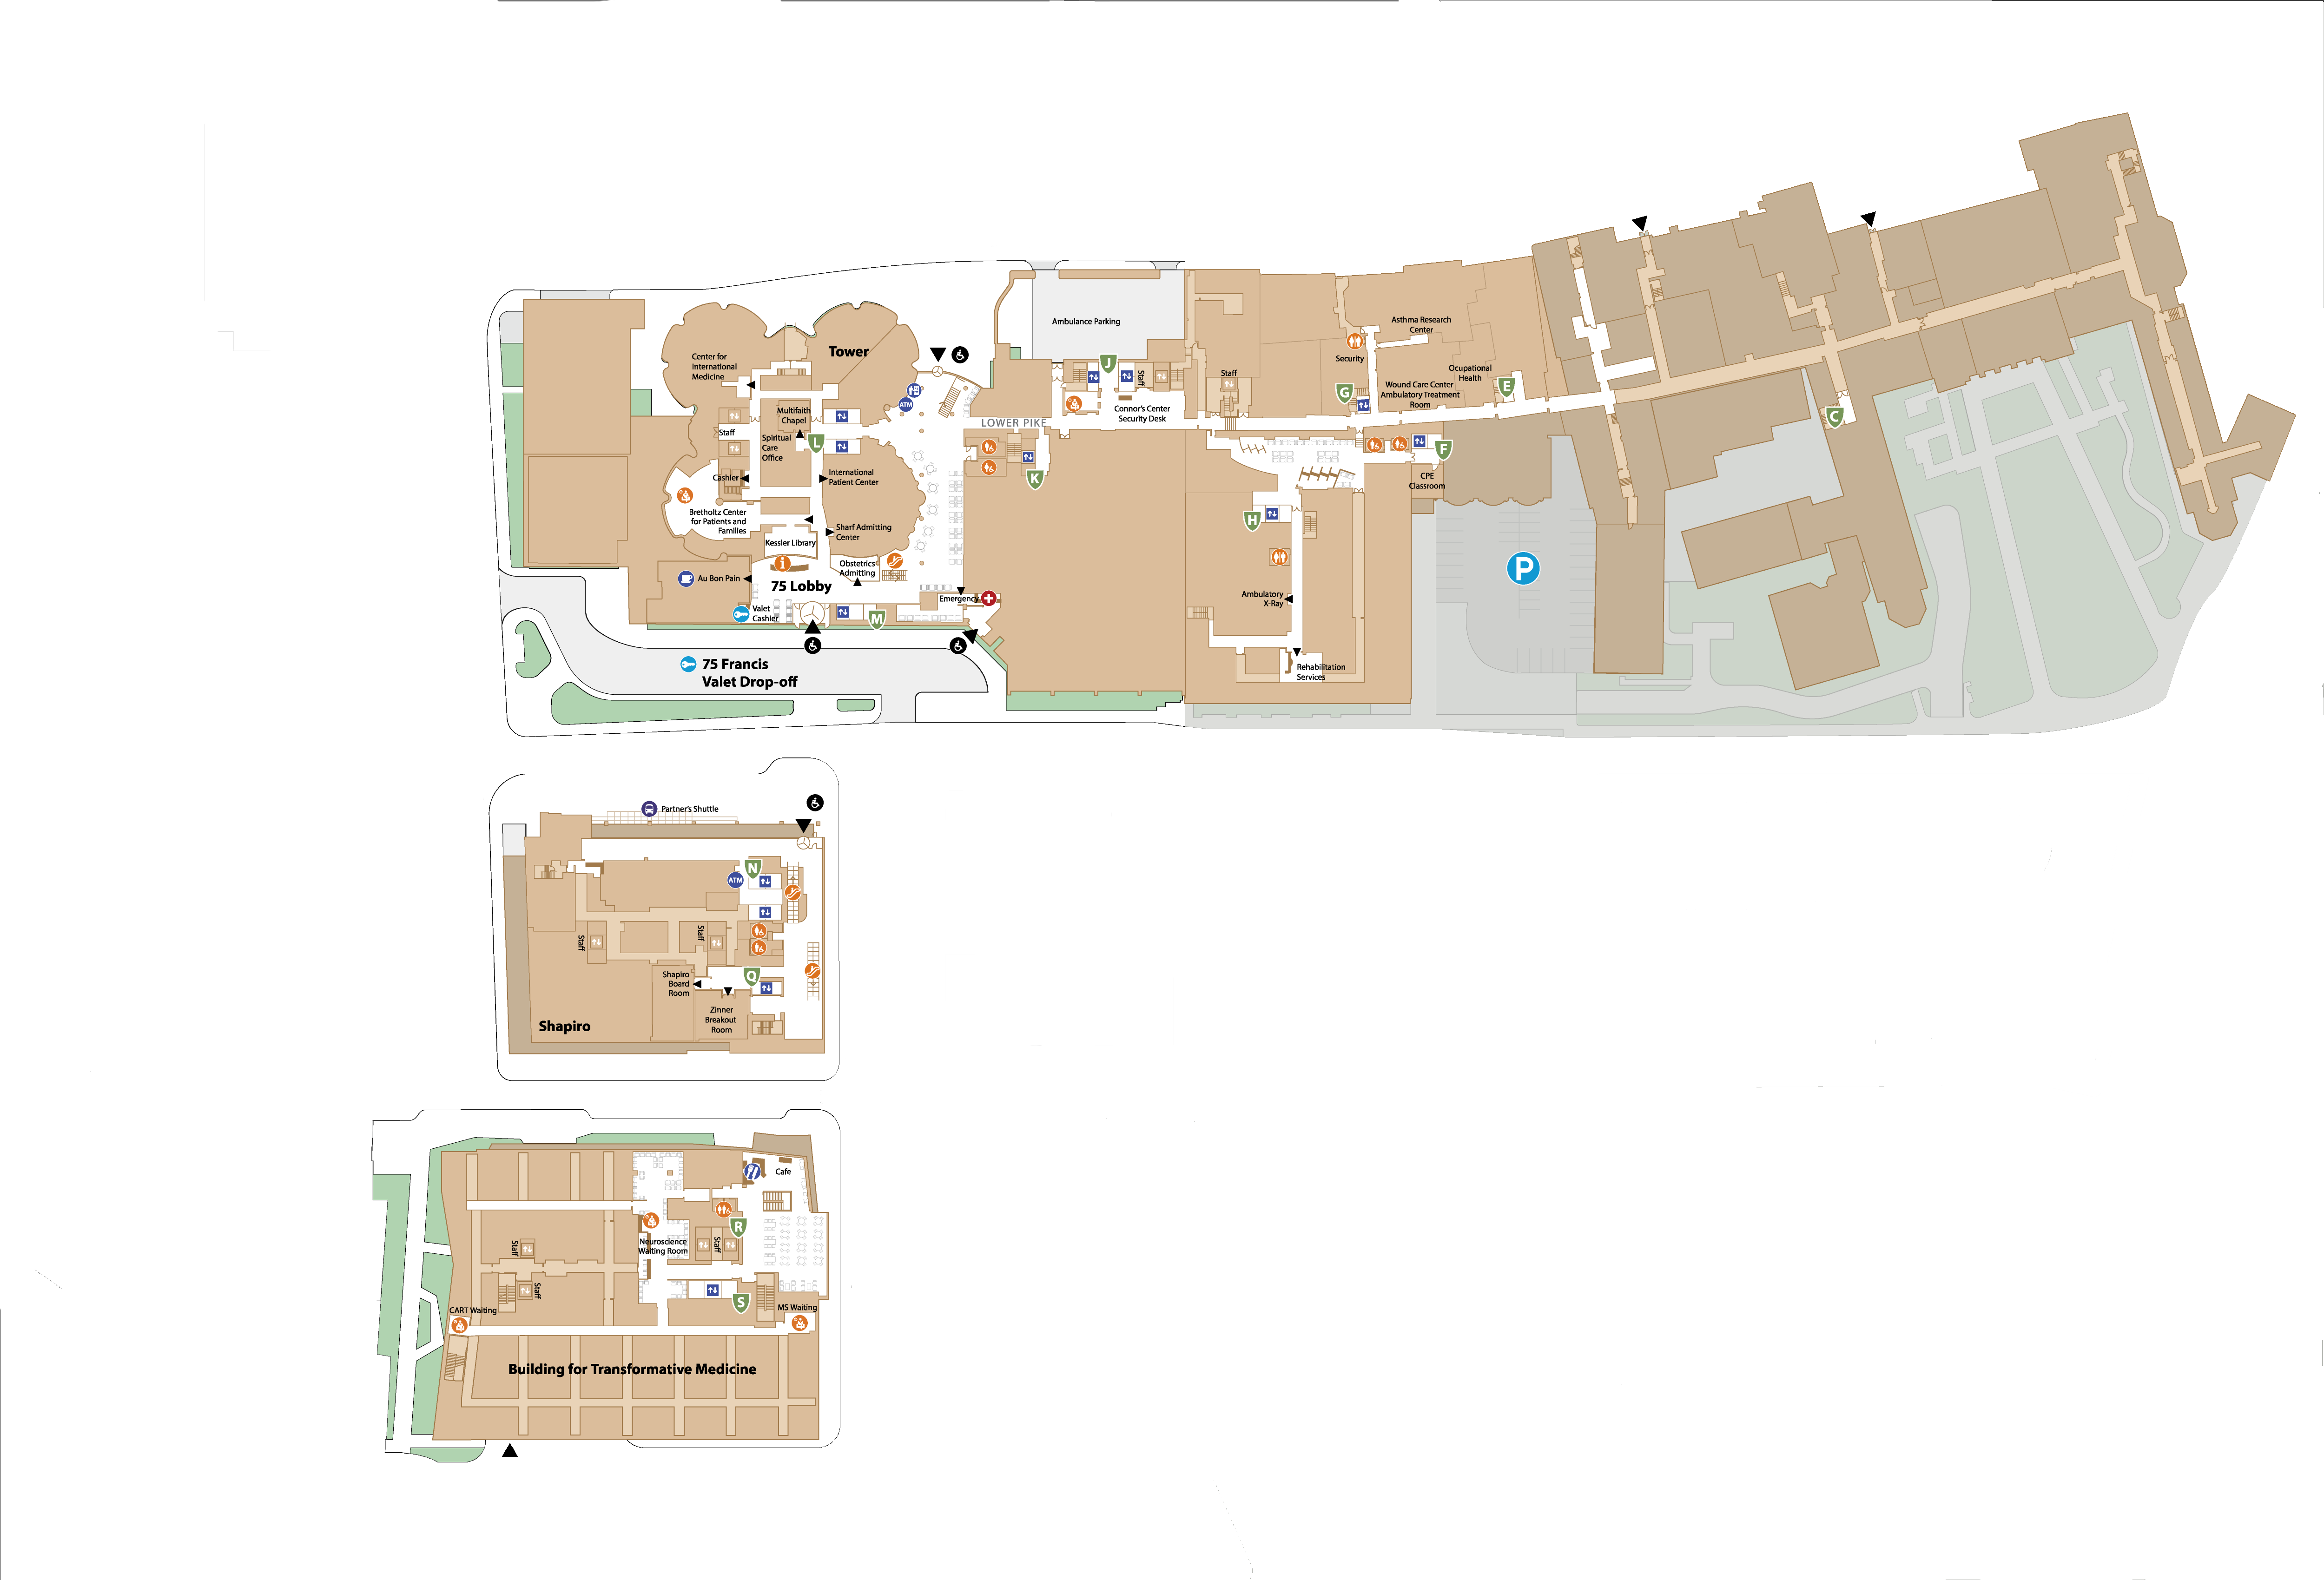 Ambulance Parking
Asthma Research
Center
Tower
Center for
International
Medicine
Security
Ocupational
Health
J
Staff
Staff
E
Wound Care Center
Ambulatory Treatment
Room
G
ATM
Connor's Center
Security Desk
Multifaith
Chapel
C
LOWER PIKE
Staff
L
Spiritual
Care
Office
F
K
Cashier
International
Patient Center
CPE
Classroom
Bretholtz Center
for Patients and
Families
H
Sharf Admitting
Center
Kessler Library
i
Obstetrics
Admitting
P
Au Bon Pain
75 Lobby
Emergency
Ambulatory
X-Ray
Valet
Cashier
M
75 Francis
Valet Drop-off
Rehabilitation
Services
Partner's Shuttle
N
ATM
Staff
Staff
Q
Shapiro
Board
Room
Zinner
Breakout
Room
Shapiro
Cafe
R
Neuroscience
Waiting Room
Staff
Staff
Staff
S
CART Waiting
MS Waiting
Building for Transformative Medicine